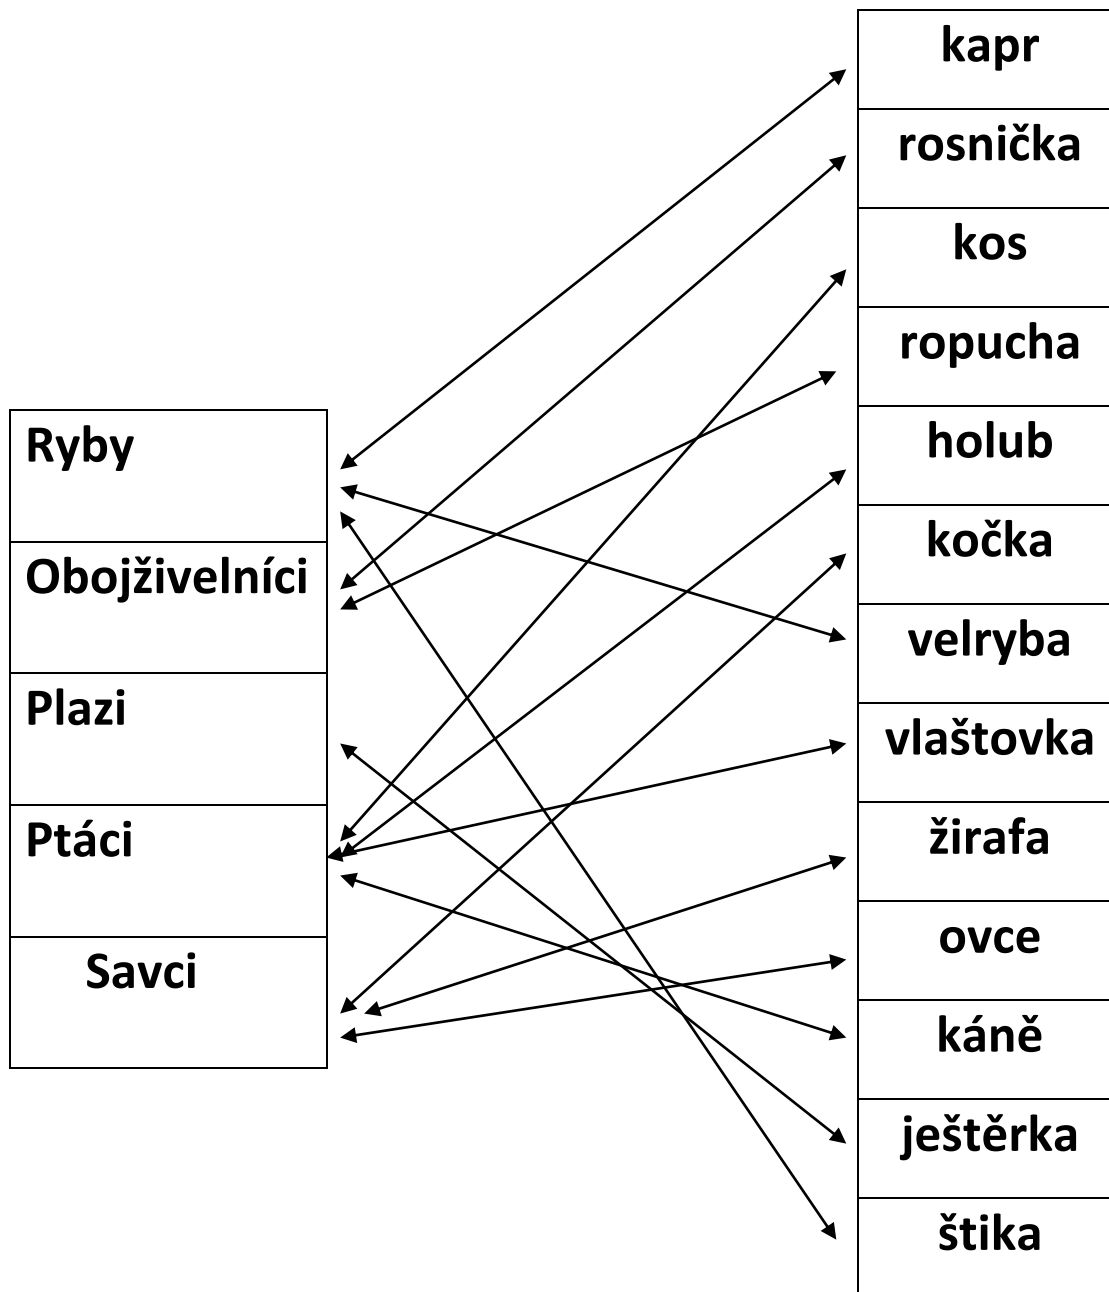 Ryby
Obojživelníci
Plazi
Ptáci
Savci
kapr
rosnička
kos
ropucha
holub
kočka
velryba
vlaštovka
žirafa
ovce
káně
ještěrka
štika